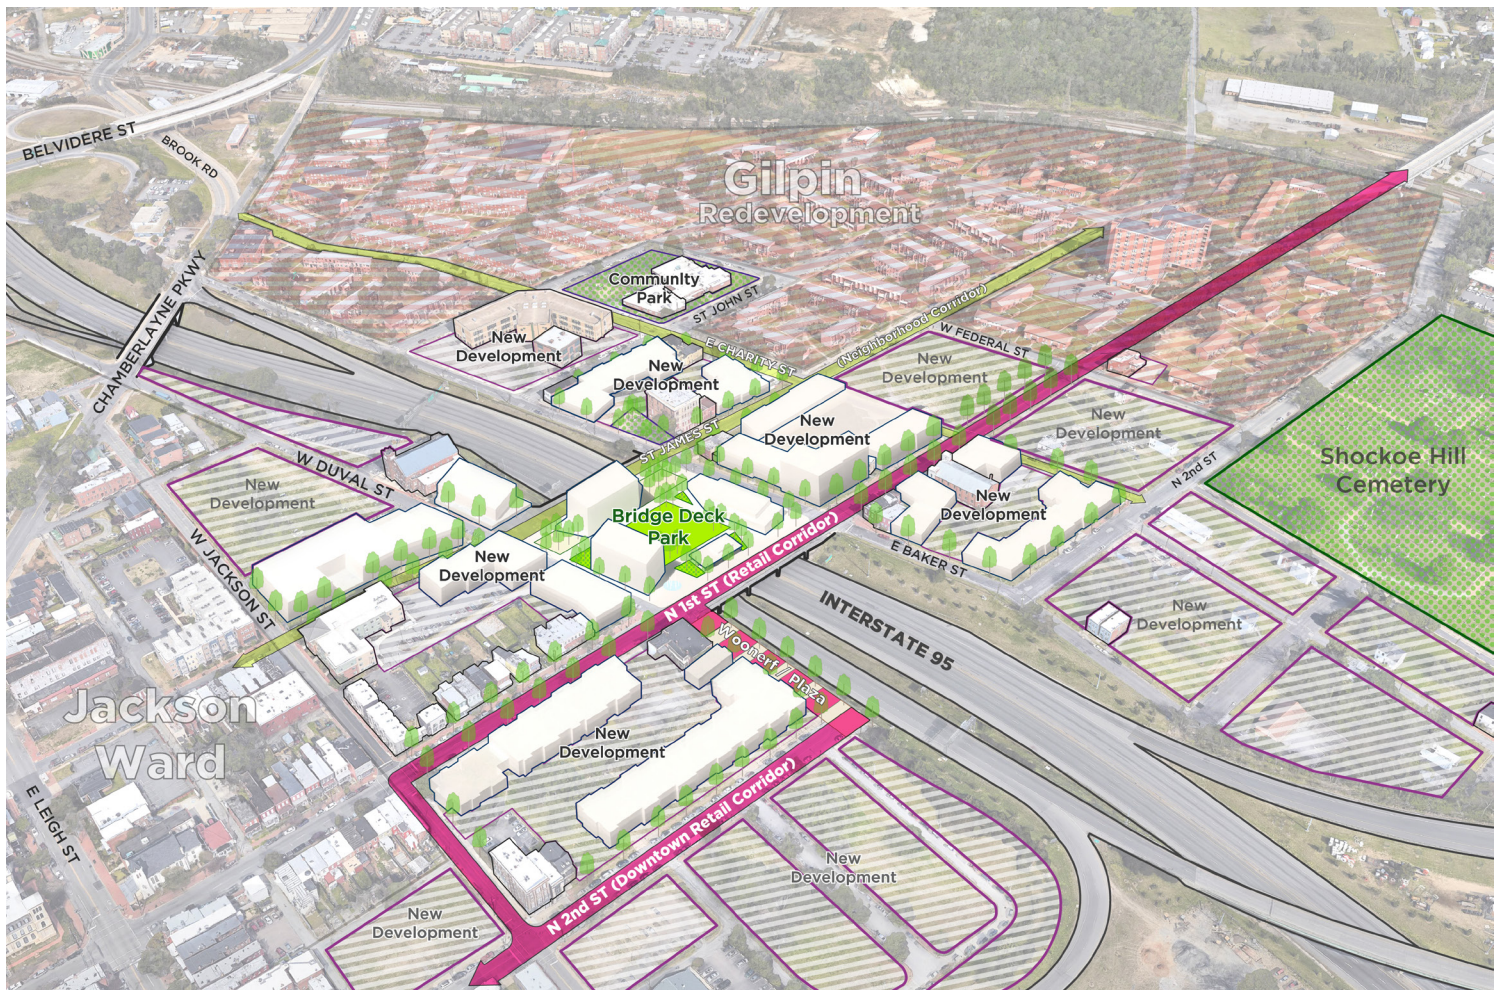 BELVIDERE ST
BROOK RD
Gilpin
Redevelopment
CHAMBERLAYNE PKWY
Community
Park
ST JOHN ST
(Neighborhood Corridor)
W FEDERAL ST
E CHARITY ST
New
Development
New
Development
New
Development
New
Development
New
Development
ST JAMES ST
N 2nd ST
Shockoe Hill
Cemetery
W DUVAL ST
New
Development
New
Development
Bridge Deck
Park
N 1st ST (Retail Corridor)
E BAKER ST
W JACKSON ST
New
Development
INTERSTATE 95
New
Development
Woonerf / Plaza
Jackson
Ward
New
Development
E LEIGH ST
N 2nd ST (Downtown Retail Corridor)
New
Development
New
Development